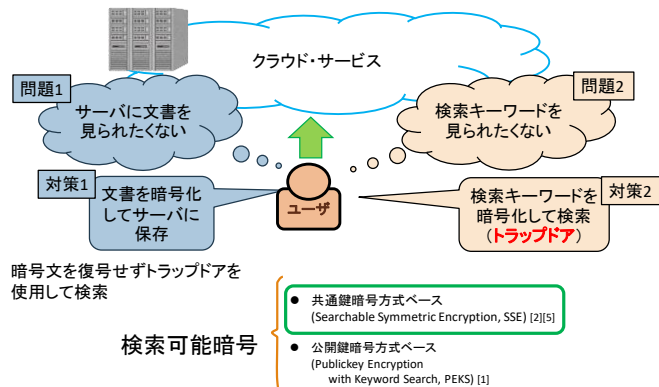 クラウド・サービス
問題1
サーバに文書を
見られたくない
問題2
検索キーワードを
見られたくない
対策1
文書を暗号化
してサーバに
保存
ユーザ
検索キーワードを
暗号化して検索
(トラップドア)
対策2
暗号文を復号せずトラップドアを
使用して検索
検索可能暗号
● 共通鍵暗号方式ベース
(Searchable Symmetric Encryption, SSE) [2][5]
● 公開鍵暗号方式ベース
(Publickey Encryption
with Keyword Search, PEKS) [1]